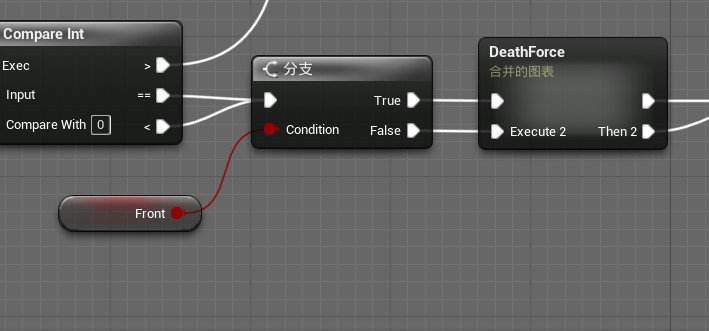 Compare Int
Exec >
Input ==
Compare With 0 <
分支
True
Condition False
Front
DeathForce
合并的图表
Execute 2 Then 2